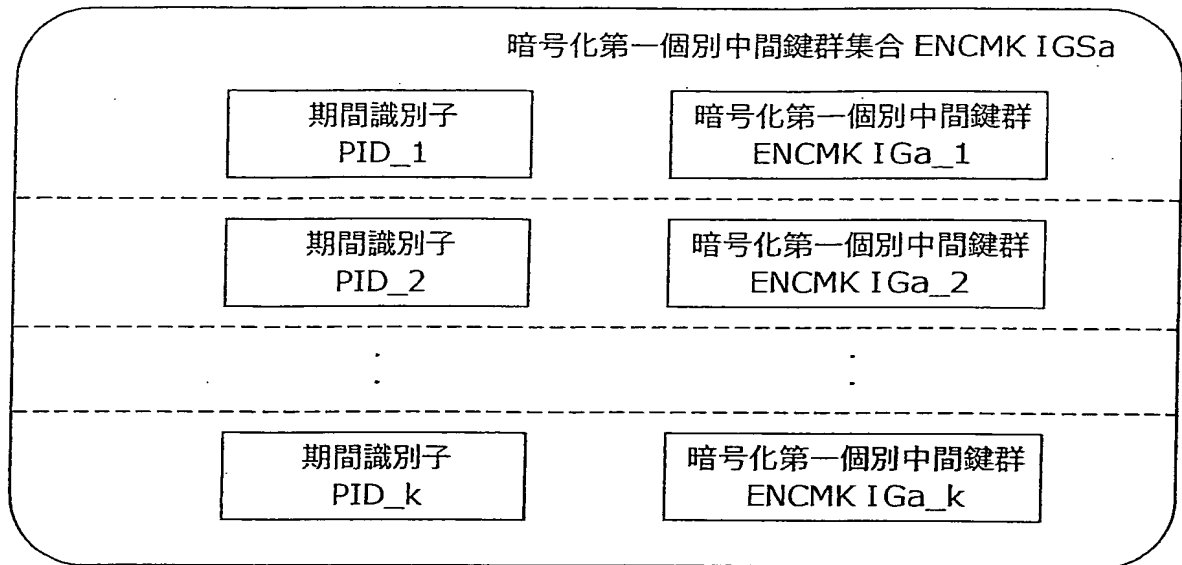 暗号化第一個別中間鍵群集合 ENCMK IGSa
期間識別子
PID_1
暗号化第一個別中間鍵群
ENCMK IGa_1
期間識別子
PID_2
暗号化第一個別中間鍵群
ENCMK IGa_2
期間識別子
PID_k
暗号化第一個別中間鍵群
ENCMK IGa_k